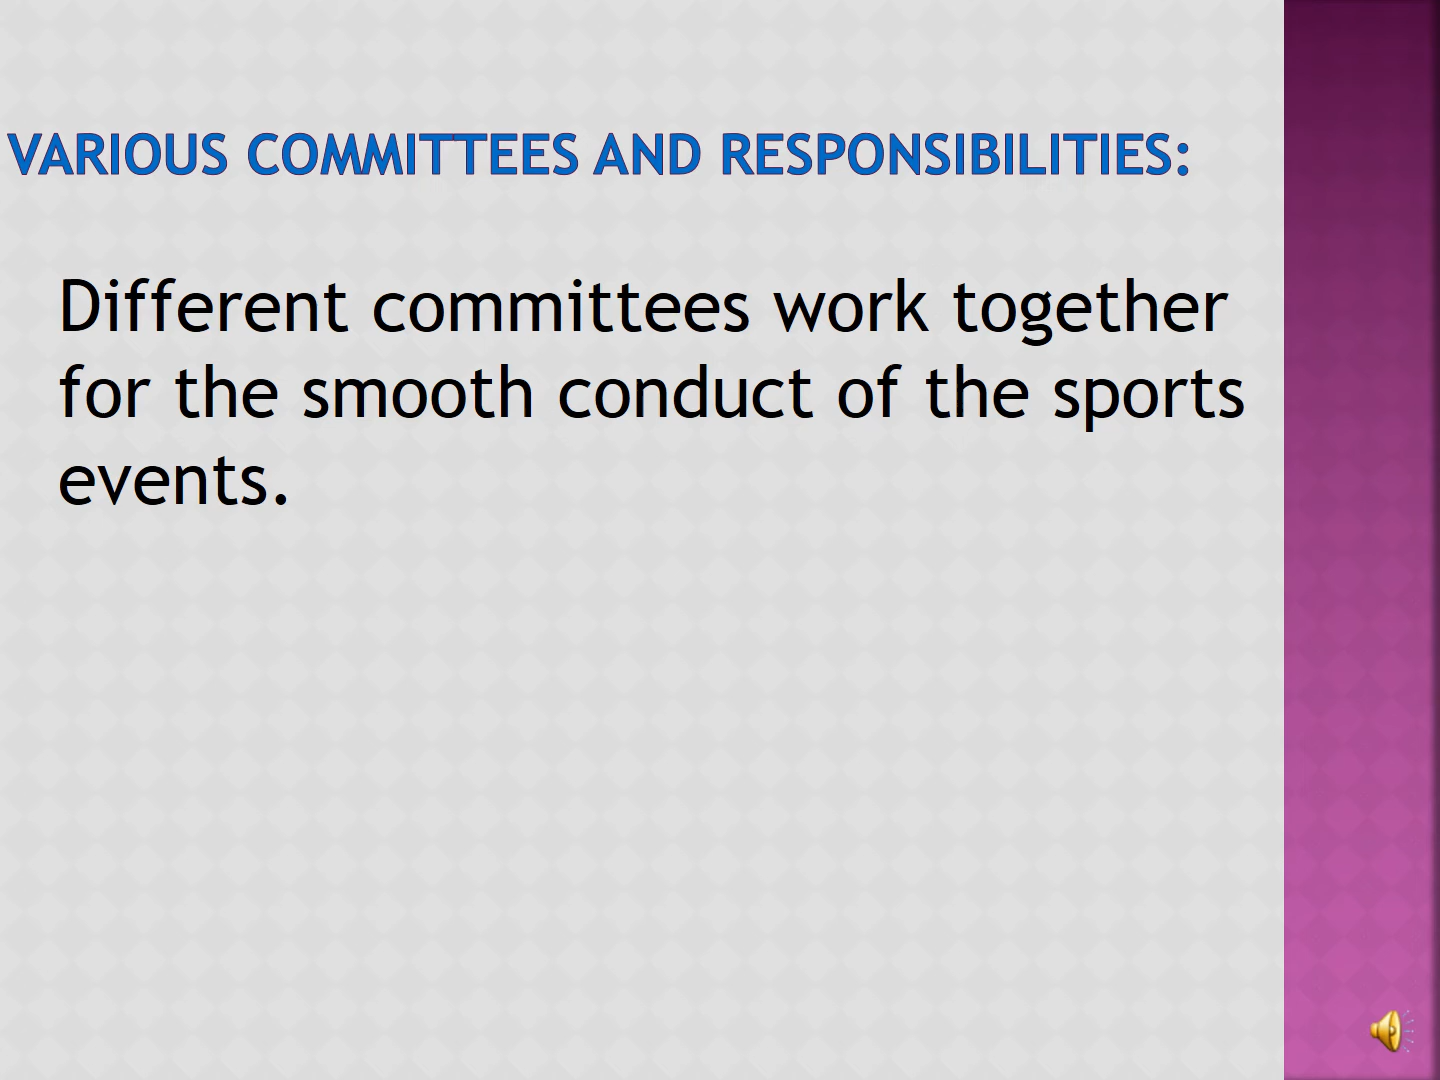 VARIOUS COMMITTEES AND RESPONSIBILITIES:
Different committees work together
for the smooth conduct of the sports
events.